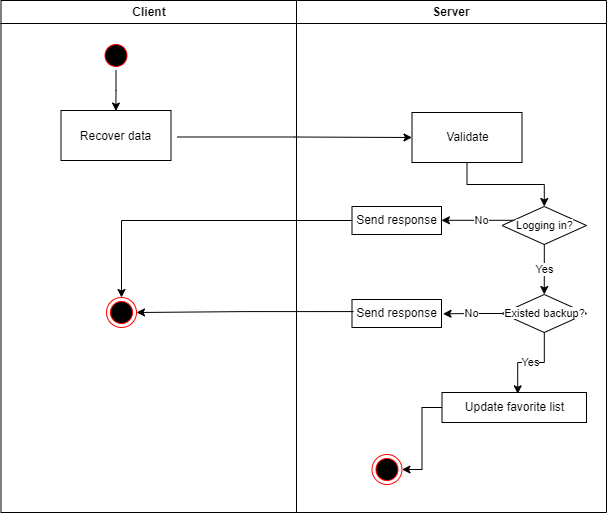 Client
Server
Recover data
Validate
Send response
No
Logging in?
Yes
Send response
No
Existed backup?
Yes
Update favorite list